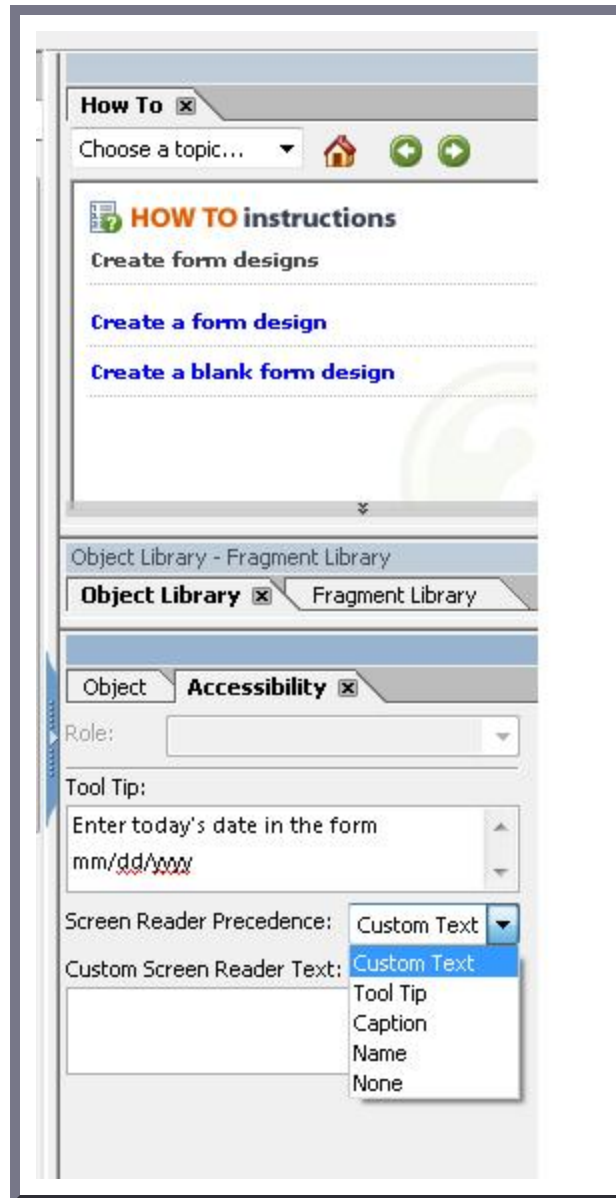 How To
Choose a topic...
HOW TO instructions
Create form designs
Create a form design
Create a blank form design
Object Library - Fragment Library
Object Library Fragment Library
Object Accessibility
Role:
Tool Tip:
Enter today's date in the form
mm/dd/yyyy
Screen Reader Precedence: Custom Text
Custom Screen Reader Text: Custom Text
Tool Tip
Caption
Name
None